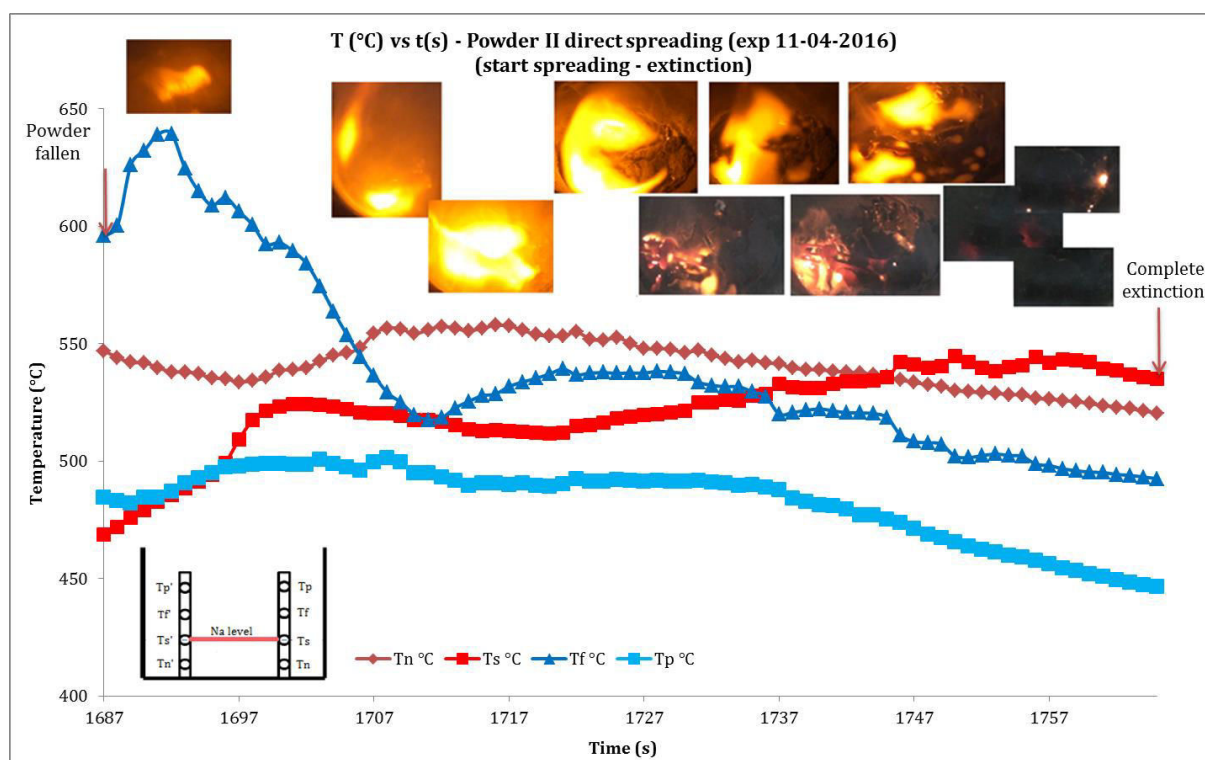 T (°C) vs t(s) - Powder II direct spreading (exp 11-04-2016)
(start spreading - extinction)
650
Powder
fallen
600
Complete
extinction
550
500
450
400
Temperature (°C)
Tp' Tp
Tf' Tf
Na level
Ts' Ts
Tn' Tn
Tn °C Ts °C Tf °C Tp °C
1687 1697 1707 1717 1727 1737 1747 1757
Time (s)